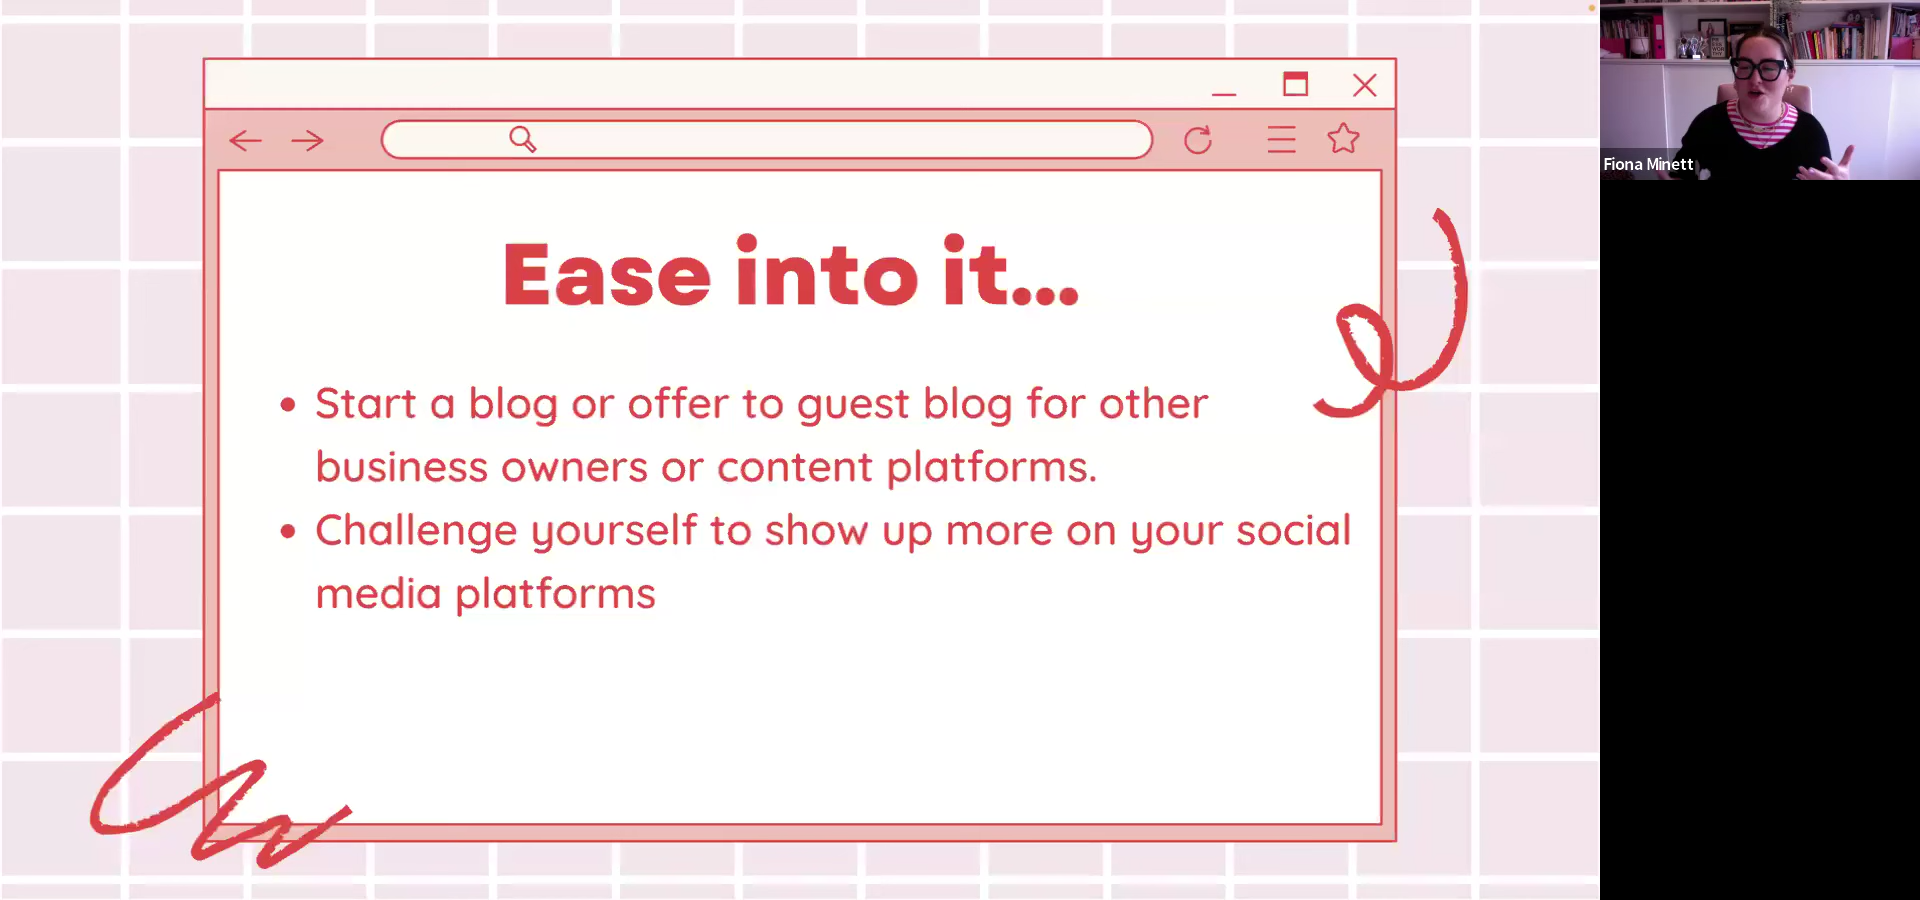 Ease into it...
• Start a blog or offer to guest blog for other
business owners or content platforms.
• Challenge yourself to show up more on your social
media platforms
Fiona Minett